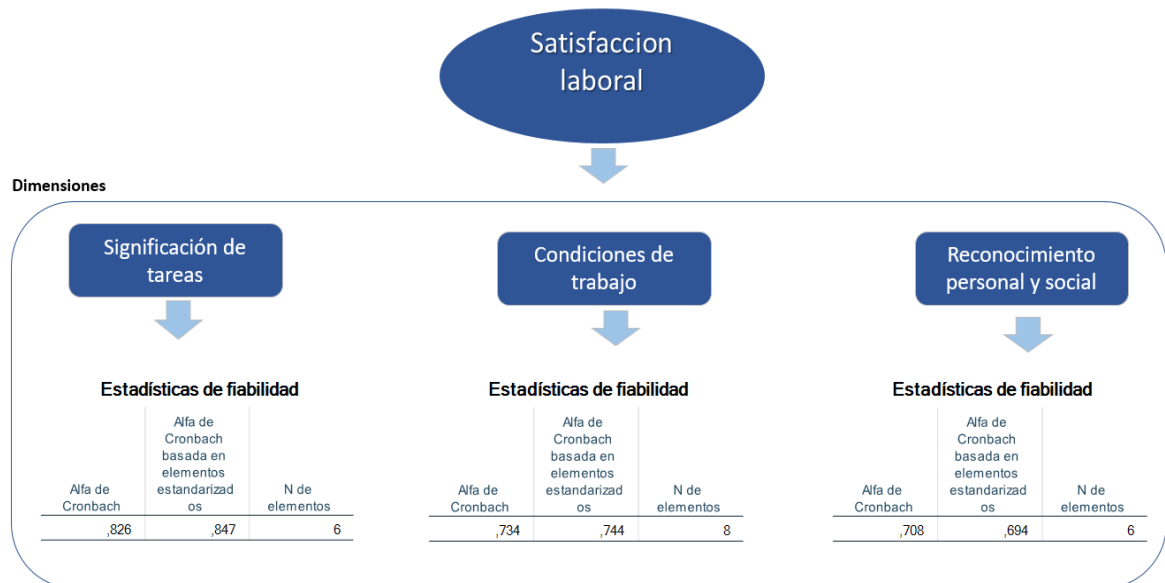 Satisfaccion
laboral
Dimensiones
Significación de
tareas
Condiciones de
trabajo
Reconocimiento
personal y social
Estadísticas de fiabilidad
Alfa de
Cronbach
Alfa de
Cronbach
basada en
elementos
estandarizad
os
N de
elementos
,826 ,847 6
Estadísticas de fiabilidad
Alfa de
Cronbach
Alfa de
Cronbach
basada en
elementos
estandarizad
os
N de
elementos
,734 ,744 8
Estadísticas de fiabilidad
Alfa de
Cronbach
Alfa de
Cronbach
basada en
elementos
estandarizad
os
N de
elementos
,708 ,694 6